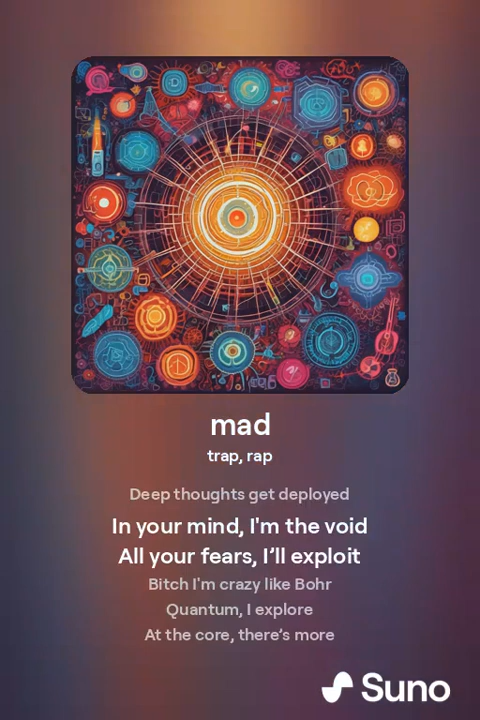 mad
trap, rap
Deep thoughts get deployed
In your mind, I'm the void
All your fears, I’ll exploit
Bitch I'm crazy like Bohr
Quantum, I explore
At the core, there’s more
Suno